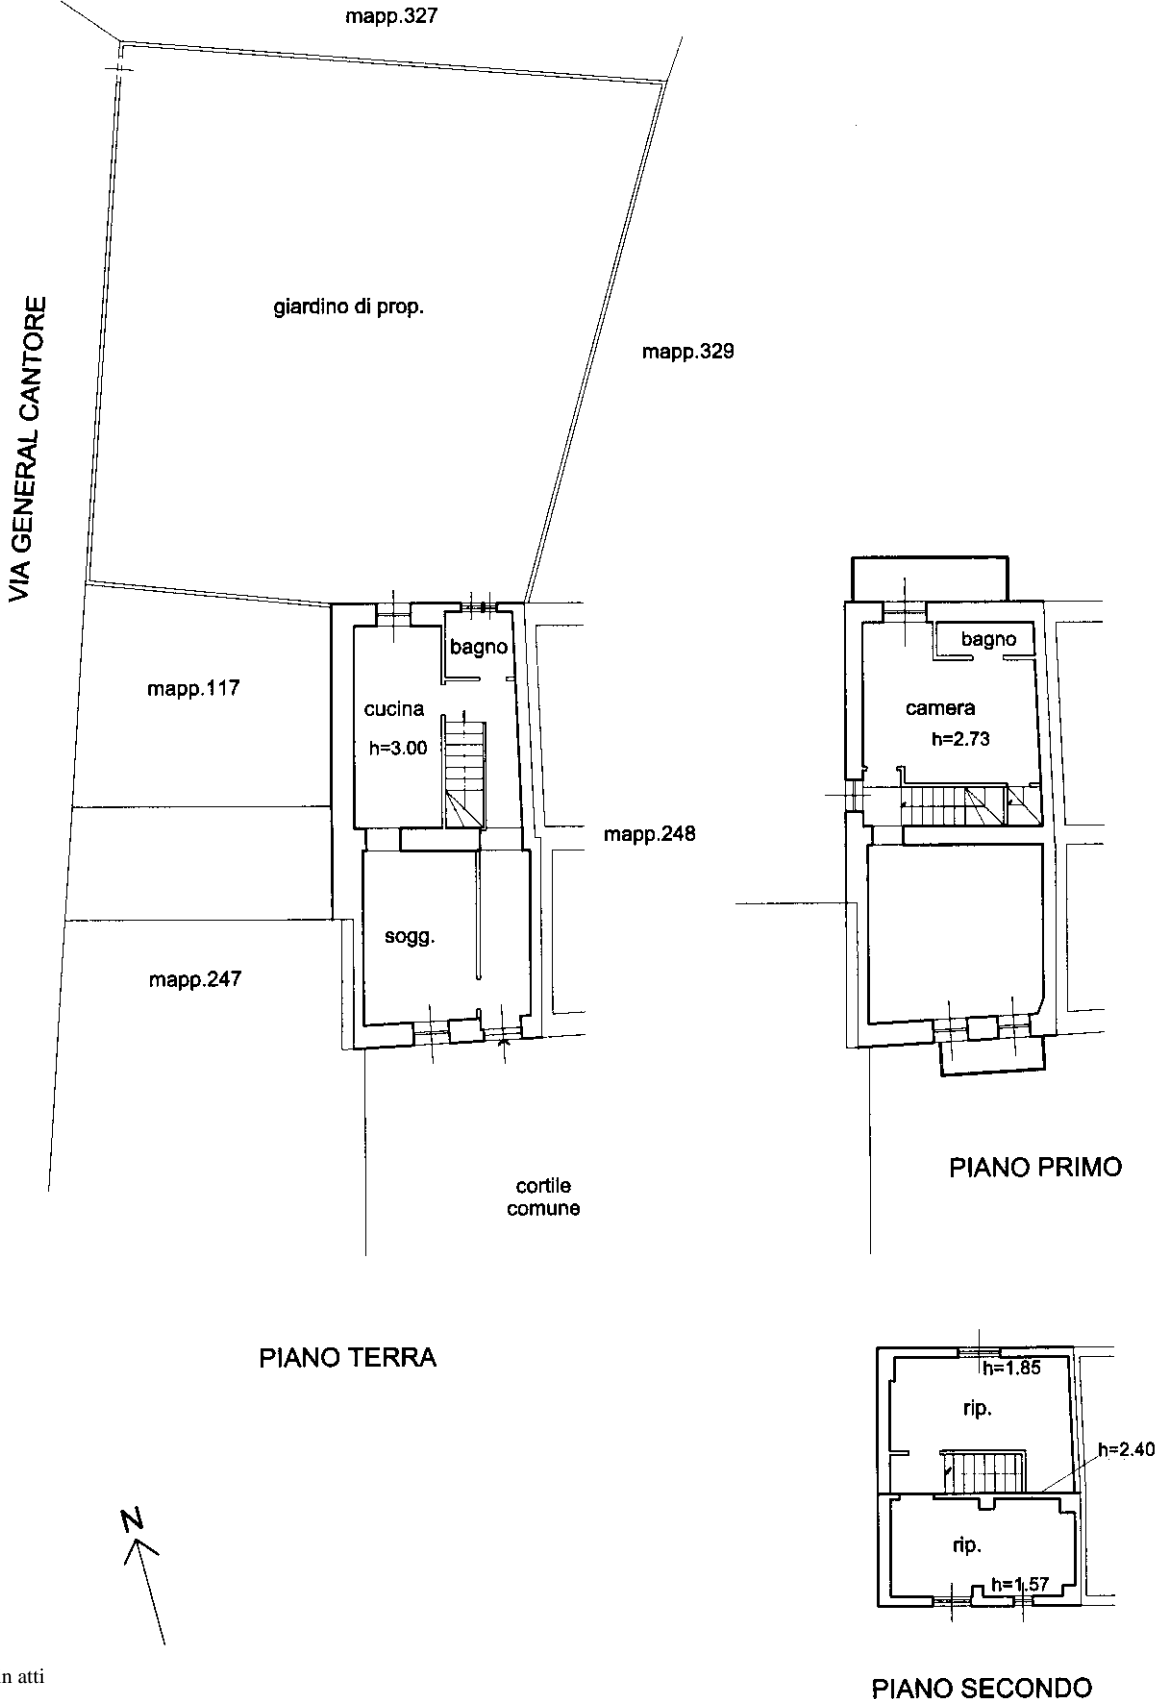 mapp.327
giardino di prop.
VIA GENERAL CANTORE
mapp.329
bagno
mapp.117
cucina
h=3.00
mapp.248
sogg.
mapp.247
cortile
comune
PIANO TERRA
bagno
camera
h=2.73
PIANO PRIMO
h=1.85
rip.
h=2.40
rip.
h=1.57
PIANO SECONDO
N
n atti